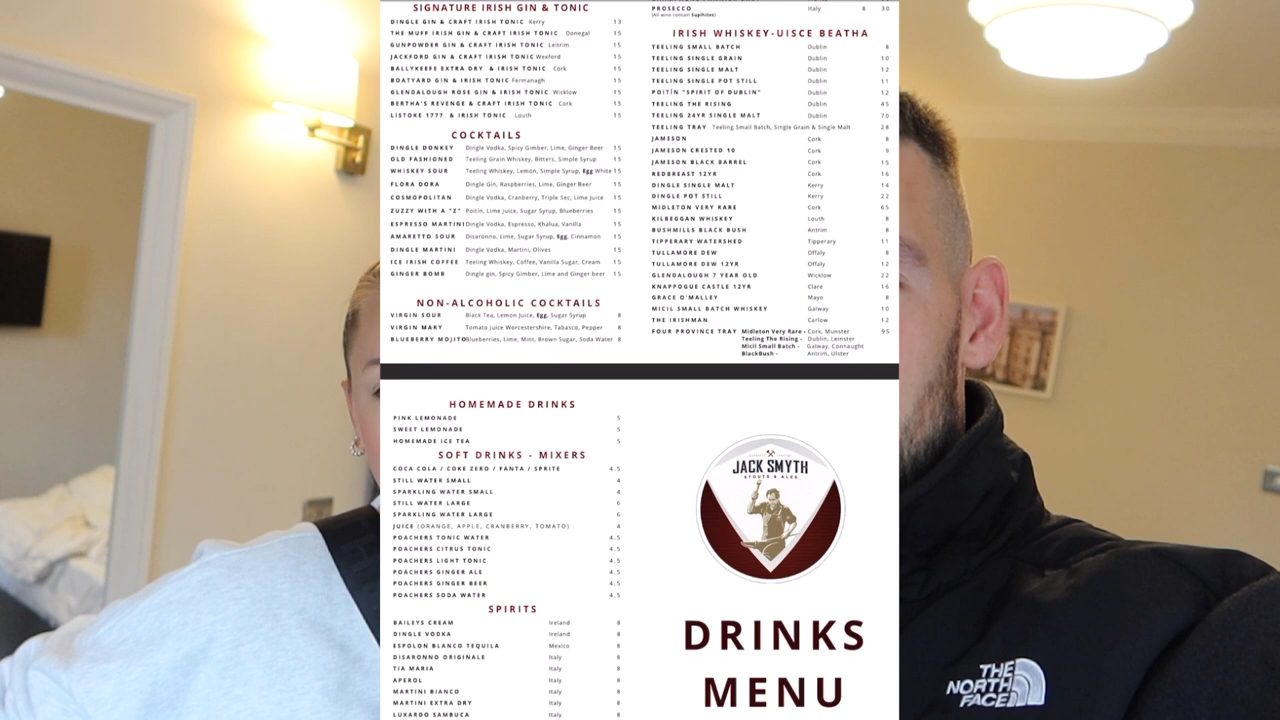 SIGNATURE IRISH GIN & TONIC
DINGLE GIN & CRAFT IRISH TONIC Kerry 13
THE MUFF IRISH GIN & CRAFT IRISH TONIC Donegal 15
GUNPOWDER GIN & CRAFT IRISH TONIC Leitrim 15
JACKFORD GIN & CRAFT IRISH TONIC Wexford 15
BALLYKEEFE EXTRA DRY & IRISH TONIC Cork 15
BOATYARD GIN & IRISH TONIC Fermanagh 15
GLENDALOUGH ROSE GIN & IRISH TONIC Wicklow 15
BERTHA'S REVENGE & CRAFT IRISH TONIC Cork 15
LISTOKE 1777 & IRISH TONIC Louth 15
COCKTAILS
DINGLE DONKEY Dingle Vodka, Spicy Gimber, Lime, Ginger Beer 15
OLD FASHIONED Teeling Grain Whiskey, Bitters, Simple Syrup 15
WHISKEY SOUR Teeling Whiskey, Lemon, Simple Syrup, Egg White 15
FLORA DORA Dingle Gin, Raspberries, Lime, Ginger Beer 15
COSMOPOLITAN Dingle Vodka, Cranberry, Triple Sec, Lime Juice 15
ZUZZY WITH A "Z" Poitín, Lime Juice, Sugar Syrup, Blueberries 15
ESPRESSO MARTINI Dingle Vodka, Espresso, Khalua, Vanilla 15
AMARETTO SOUR Disaronno, Lime, Sugar Syrup, Egg, Cinnamon 15
DINGLE MARTINI Dingle Vodka, Martini, Olives 15
ICE IRISH COFFEE Teeling Whiskey, Coffee, Vanilla Sugar, Cream 15
GINGER BOMB Dingle gin, Spicy Gimber, Lime and Ginger beer 15
NON-ALCOHOLIC COCKTAILS
VIRGIN SOUR Black Tea, Lemon Juice, Egg, Sugar Syrup 8
VIRGIN MARY Tomato Juice Worcestershire, Tabasco, Pepper 8
BLUEBERRY MOJITO Blueberries, Lime, Mint, Brown Sugar, Soda Water 8
PROSECCO Italy 8 30
(All wine contain Suplhites)
IRISH WHISKEY-UISCE BEATHA
TEELING SMALL BATCH Dublin 8
TEELING SINGLE GRAIN Dublin 10
TEELING SINGLE MALT Dublin 12
TEELING SINGLE POT STILL Dublin 11
POITÍN "SPIRIT OF DUBLIN" Dublin 12
TEELING THE RISING Dublin 45
TEELING 24YR SINGLE MALT Dublin 70
TEELING TRAY Teeling Small Batch, Single Grain & Single Malt 28
JAMESON Cork 8
JAMESON CRESTED 10 Cork 9
JAMESON BLACK BARREL Cork 15
REDBREAST 12YR Cork 16
DINGLE SINGLE MALT Kerry 14
DINGLE POT STILL Kerry 22
MIDLETON VERY RARE Cork 65
KILBEGGAN WHISKEY Louth 8
BUSHMILLS BLACK BUSH Antrim 8
TIPPERARY WATERSHED Tipperary 11
TULLAMORE DEW Offaly 8
TULLAMORE DEW 12YR Offaly 12
GLENDALOUGH 7 YEAR OLD Wicklow 22
KNAPPOGUE CASTLE 12YR Clare 16
GRACE O'MALLEY Mayo 8
MICIL SMALL BATCH WHISKEY Galway 10
THE IRISHMAN Carlow 12
FOUR PROVINCE TRAY Midleton Very Rare - Cork, Munster 95
Teeling The Rising - Dublin, Leinster
Micil Small Batch - Galway, Connaught
BlackBush - Antrim, Ulster
HOMEMADE DRINKS
PINK LEMONADE 5
SWEET LEMONADE 5
HOMEMADE ICE TEA 5
SOFT DRINKS - MIXERS
COCA COLA / COKE ZERO / FANTA / SPRITE 4.5
STILL WATER SMALL 4
SPARKLING WATER SMALL 4
STILL WATER LARGE 6
SPARKLING WATER LARGE 6
JUICE (ORANGE, APPLE, CRANBERRY, TOMATO) 4
POACHERS TONIC WATER 4.5
POACHERS CITRUS TONIC 4.5
POACHERS LIGHT TONIC 4.5
POACHERS GINGER ALE 4.5
POACHERS GINGER BEER 4.5
POACHERS SODA WATER 4.5
SPIRITS
BAILEYS CREAM Ireland 8
DINGLE VODKA Ireland 8
ESPOLON BLANCO TEQUILA Mexico 8
DISARONNO ORIGINALE Italy 8
TIA MARIA Italy 8
APEROL Italy 8
MARTINI BIANCO Italy 8
MARTINI EXTRA DRY Italy 8
LUXARDO SAMBUCA Italy 8
JACK SMYTH
STOUTS & ALES
DRINKS
MENU
THE
NORTH
FACE